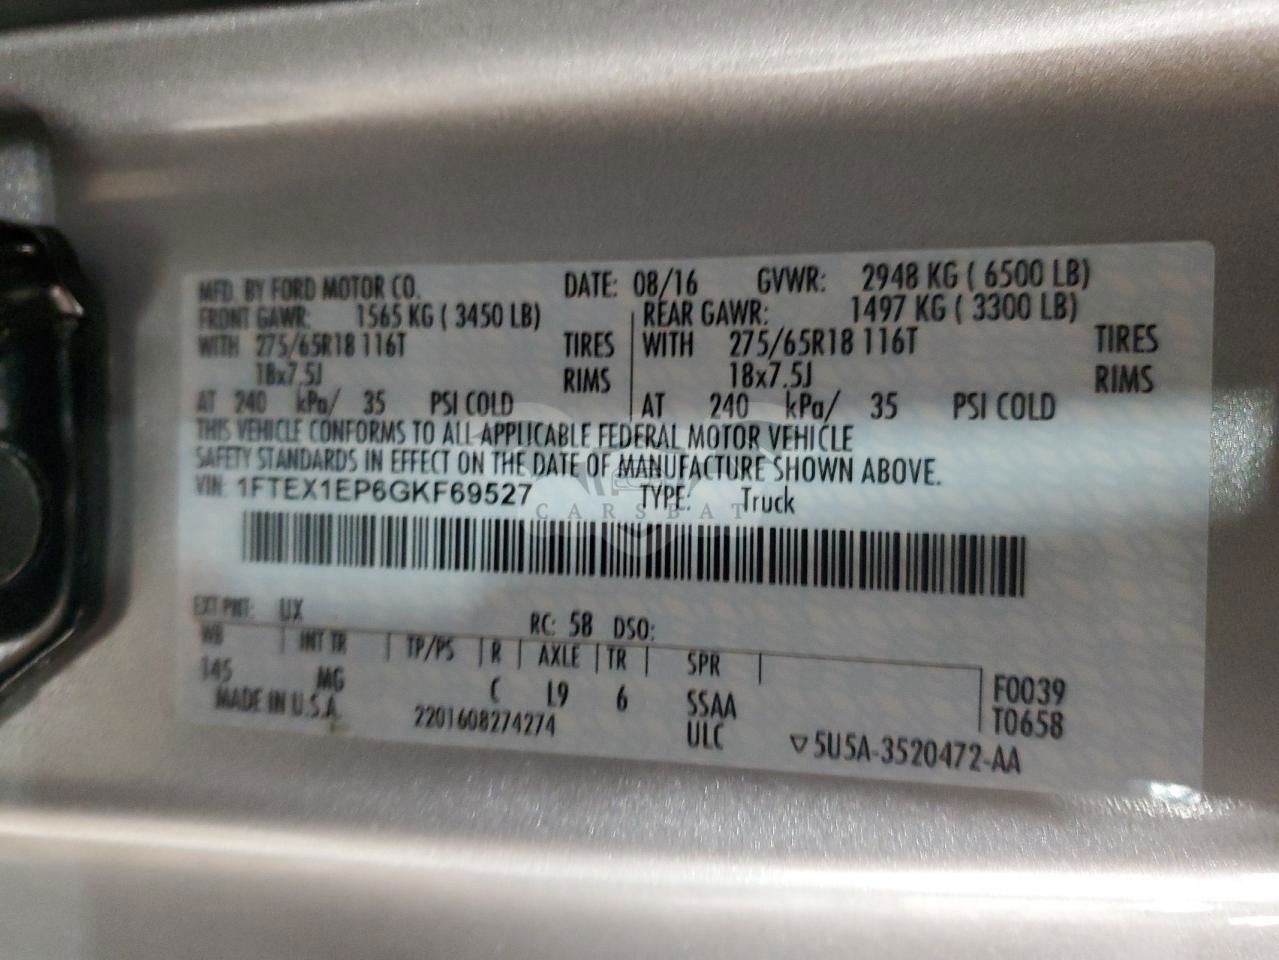 MFD. BY FORD MOTOR CO. DATE: 08/16 GVWR: 2948 KG ( 6500 LB)
FRONT GAWR: 1565 KG ( 3450 LB) REAR GAWR: 1497 KG ( 3300 LB)
WITH 275/65R18 116T TIRES WITH 275/65R18 116T TIRES
18x7.5J RIMS 18x7.5J RIMS
AT 240 kPa/ 35 PSI COLD AT 240 kPa/ 35 PSI COLD
THIS VEHICLE CONFORMS TO ALL APPLICABLE FEDERAL MOTOR VEHICLE
SAFETY STANDARDS IN EFFECT ON THE DATE OF MANUFACTURE SHOWN ABOVE.
VIN: 1FTEX1EP6GKF69527 TYPE: Truck
CARSBAT
EXT PNT: UX RC: 58 DSO:
WB INT TR TP/PS R AXLE TR SPR
145 MG C L9 6 SSAA F0039
MADE IN U.S.A. 2201608274274 ULC T0658
▽5U5A-3520472-AA